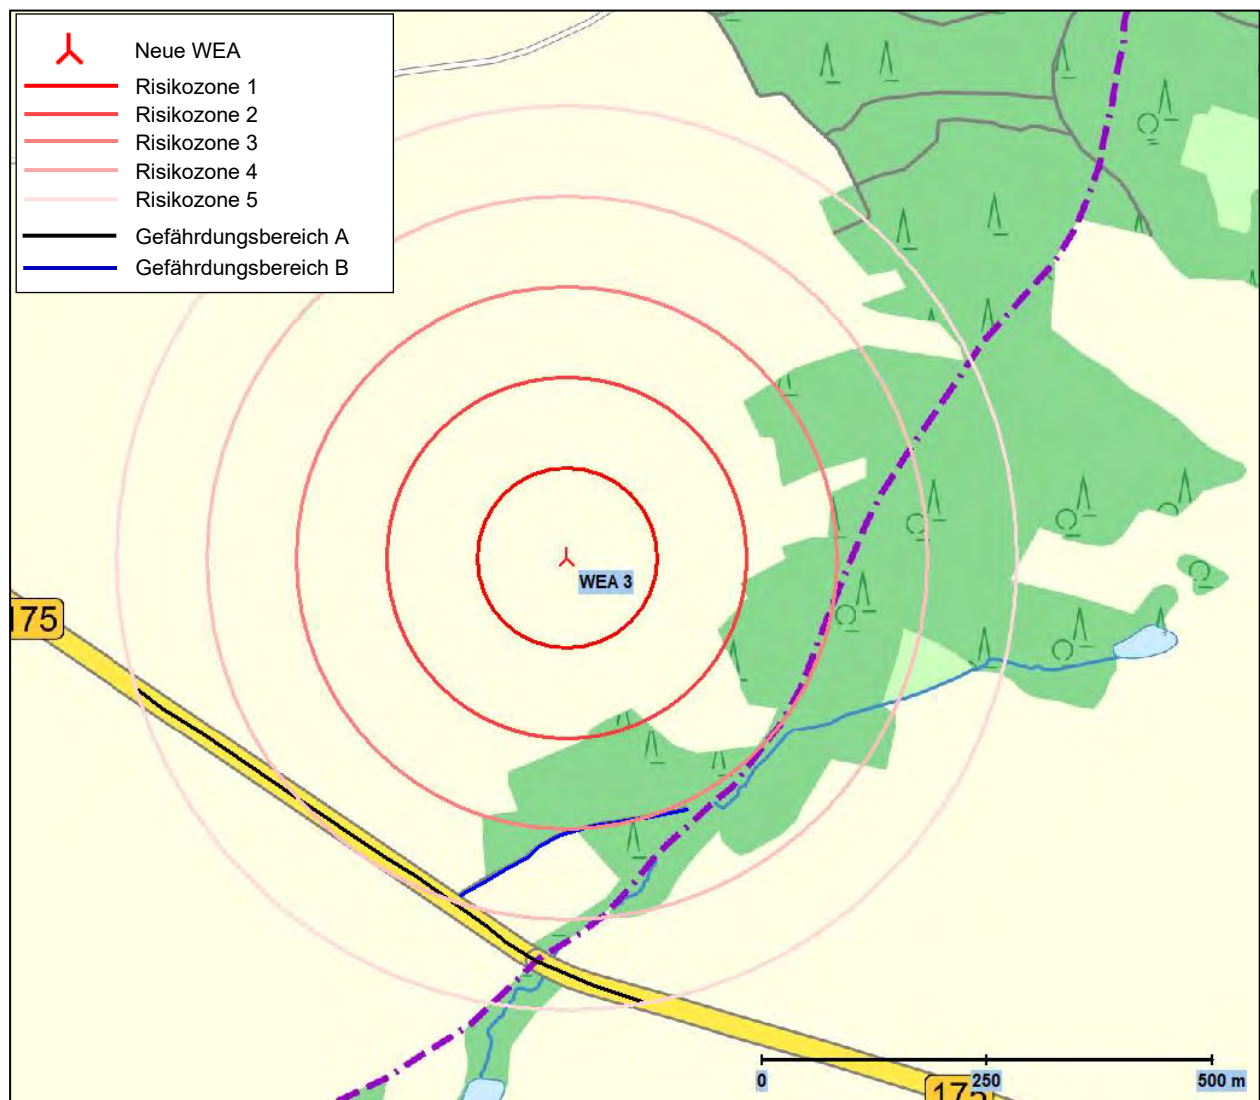 Neue WEA
Risikozone 1
Risikozone 2
Risikozone 3
Risikozone 4
Risikozone 5
Gefährdungsbereich A
Gefährdungsbereich B
WEA 3
175
0
250
500 m
175